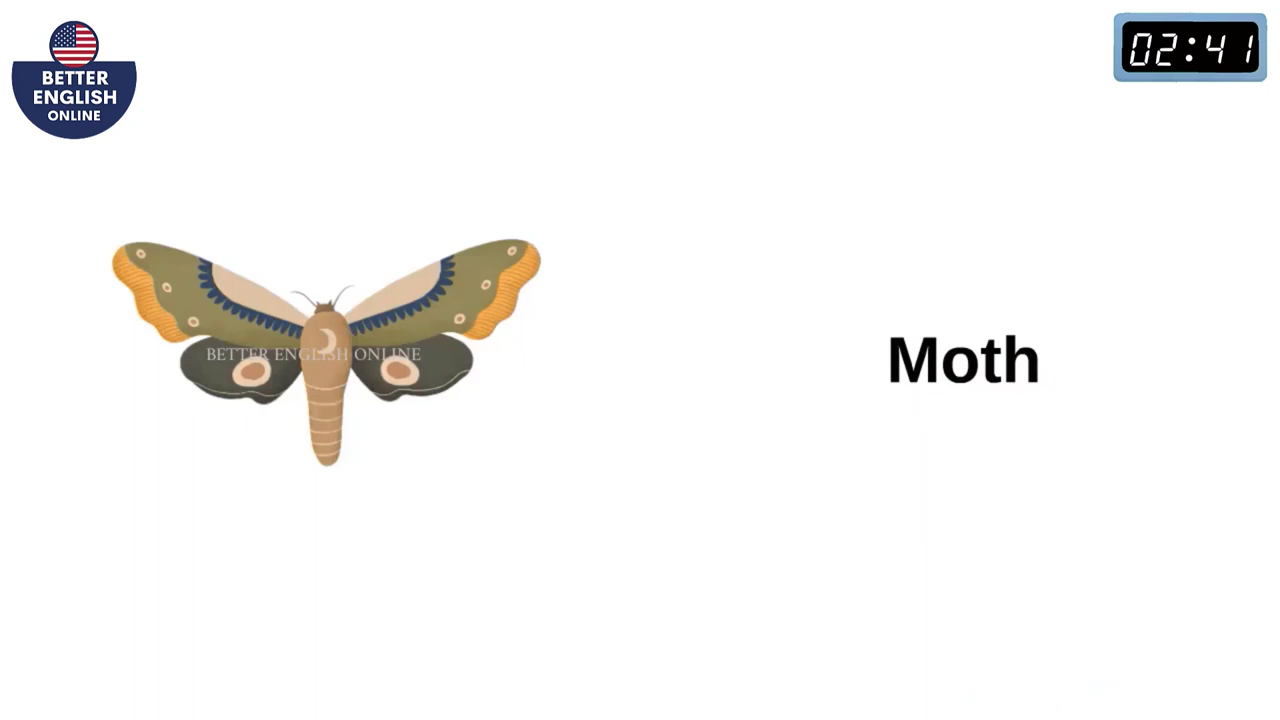 BETTER
ENGLISH
ONLINE
02:41
BETTER ENGLISH ONLINE
Moth